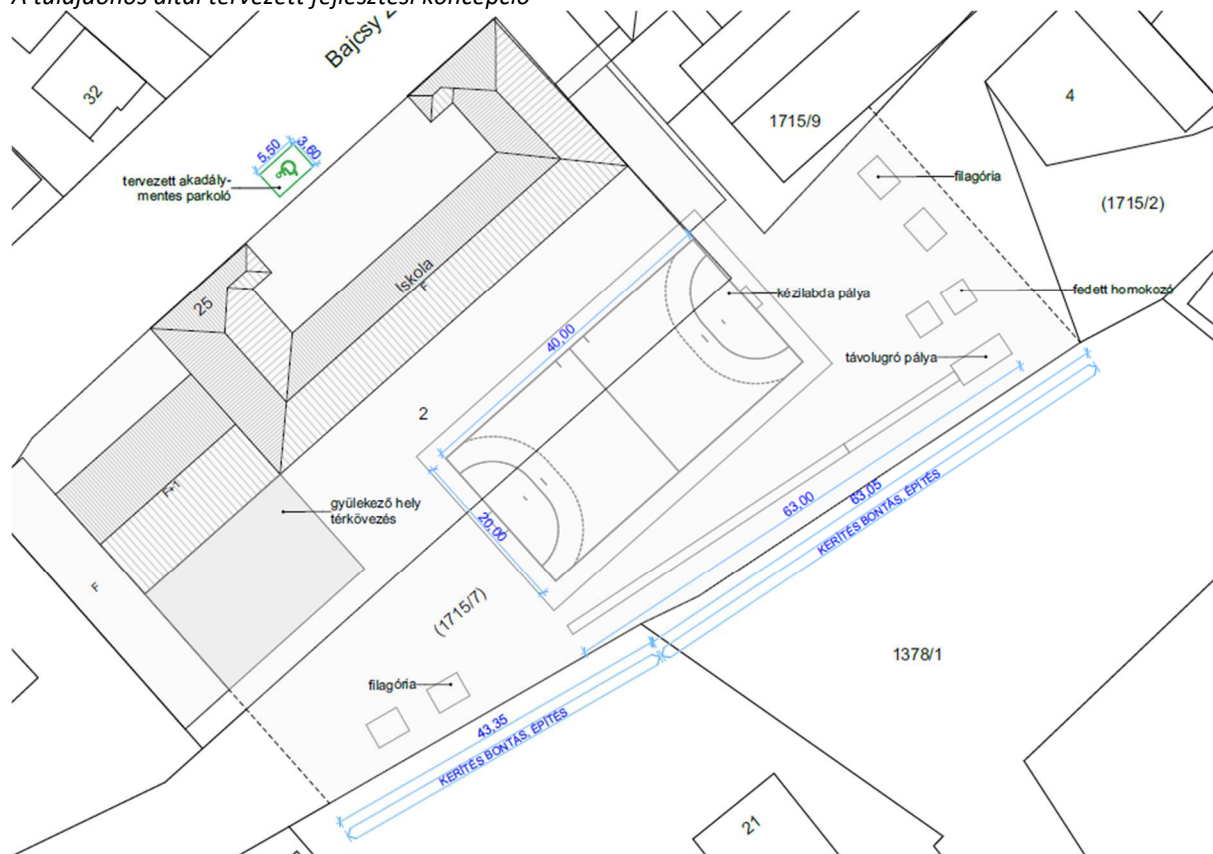 A tulajdonos által tervezett fejlesztési koncepció
Bajcsy
32
5,50
3,60
tervezett akadály-
mentes parkoló
1715/9
4
filagória
(1715/2)
Iskola
F
25
kézilabda pálya
fedett homokozó
40,00
távolugró pálya
2
F+1
gyülekező hely
térkövezés
20,00
63,00
63,05
KERÍTÉS BONTÁS, ÉPÍTÉS
F
(1715/7)
1378/1
filagória
43,35
KERÍTÉS BONTÁS, ÉPÍTÉS
21